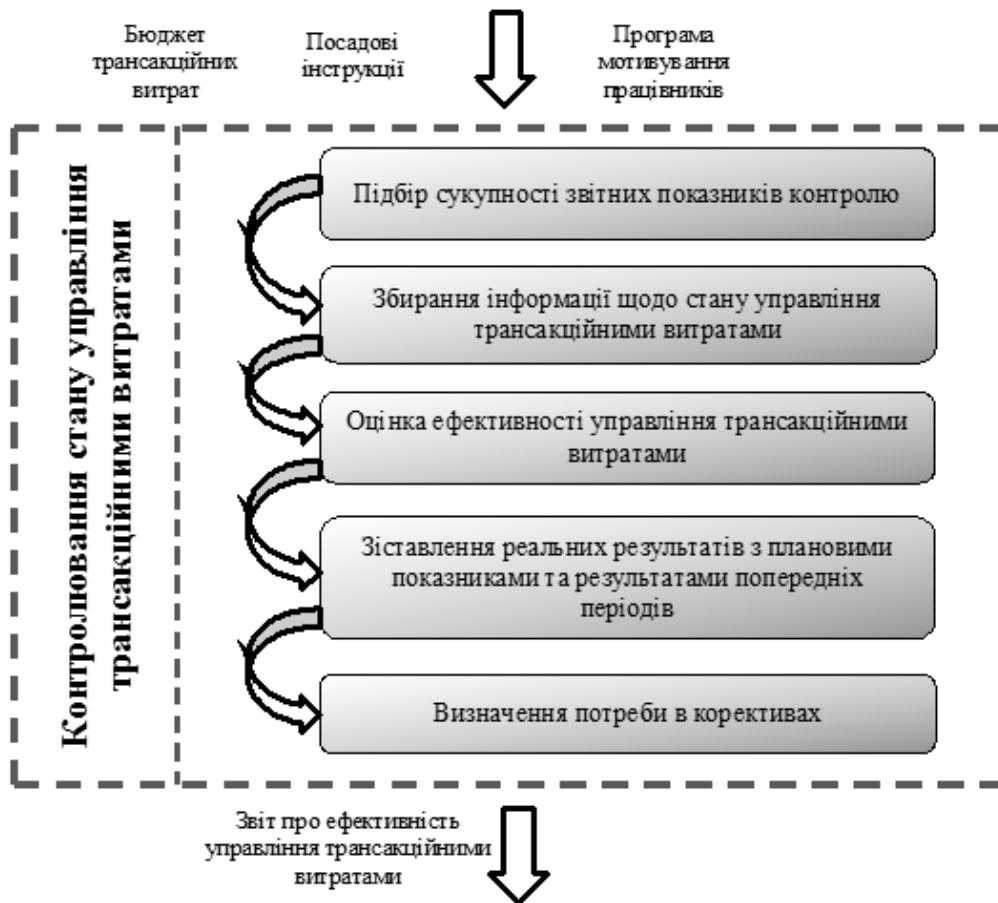 Бюджет
трансакційних
витрат
Посадові
інструкції
Програма
мотивування
працівників
Контролювання стану управління
трансакційними витратами
Підбір сукупності звітних показників контролю
Збирання інформації щодо стану управління
трансакційними витратами
Оцінка ефективності управління трансакційними
витратами
Зіставлення реальних результатів з плановими
показниками та результатами попередніх
періодів
Визначення потреби в корективах
Звіт про ефективність
управління трансакційними
витратами